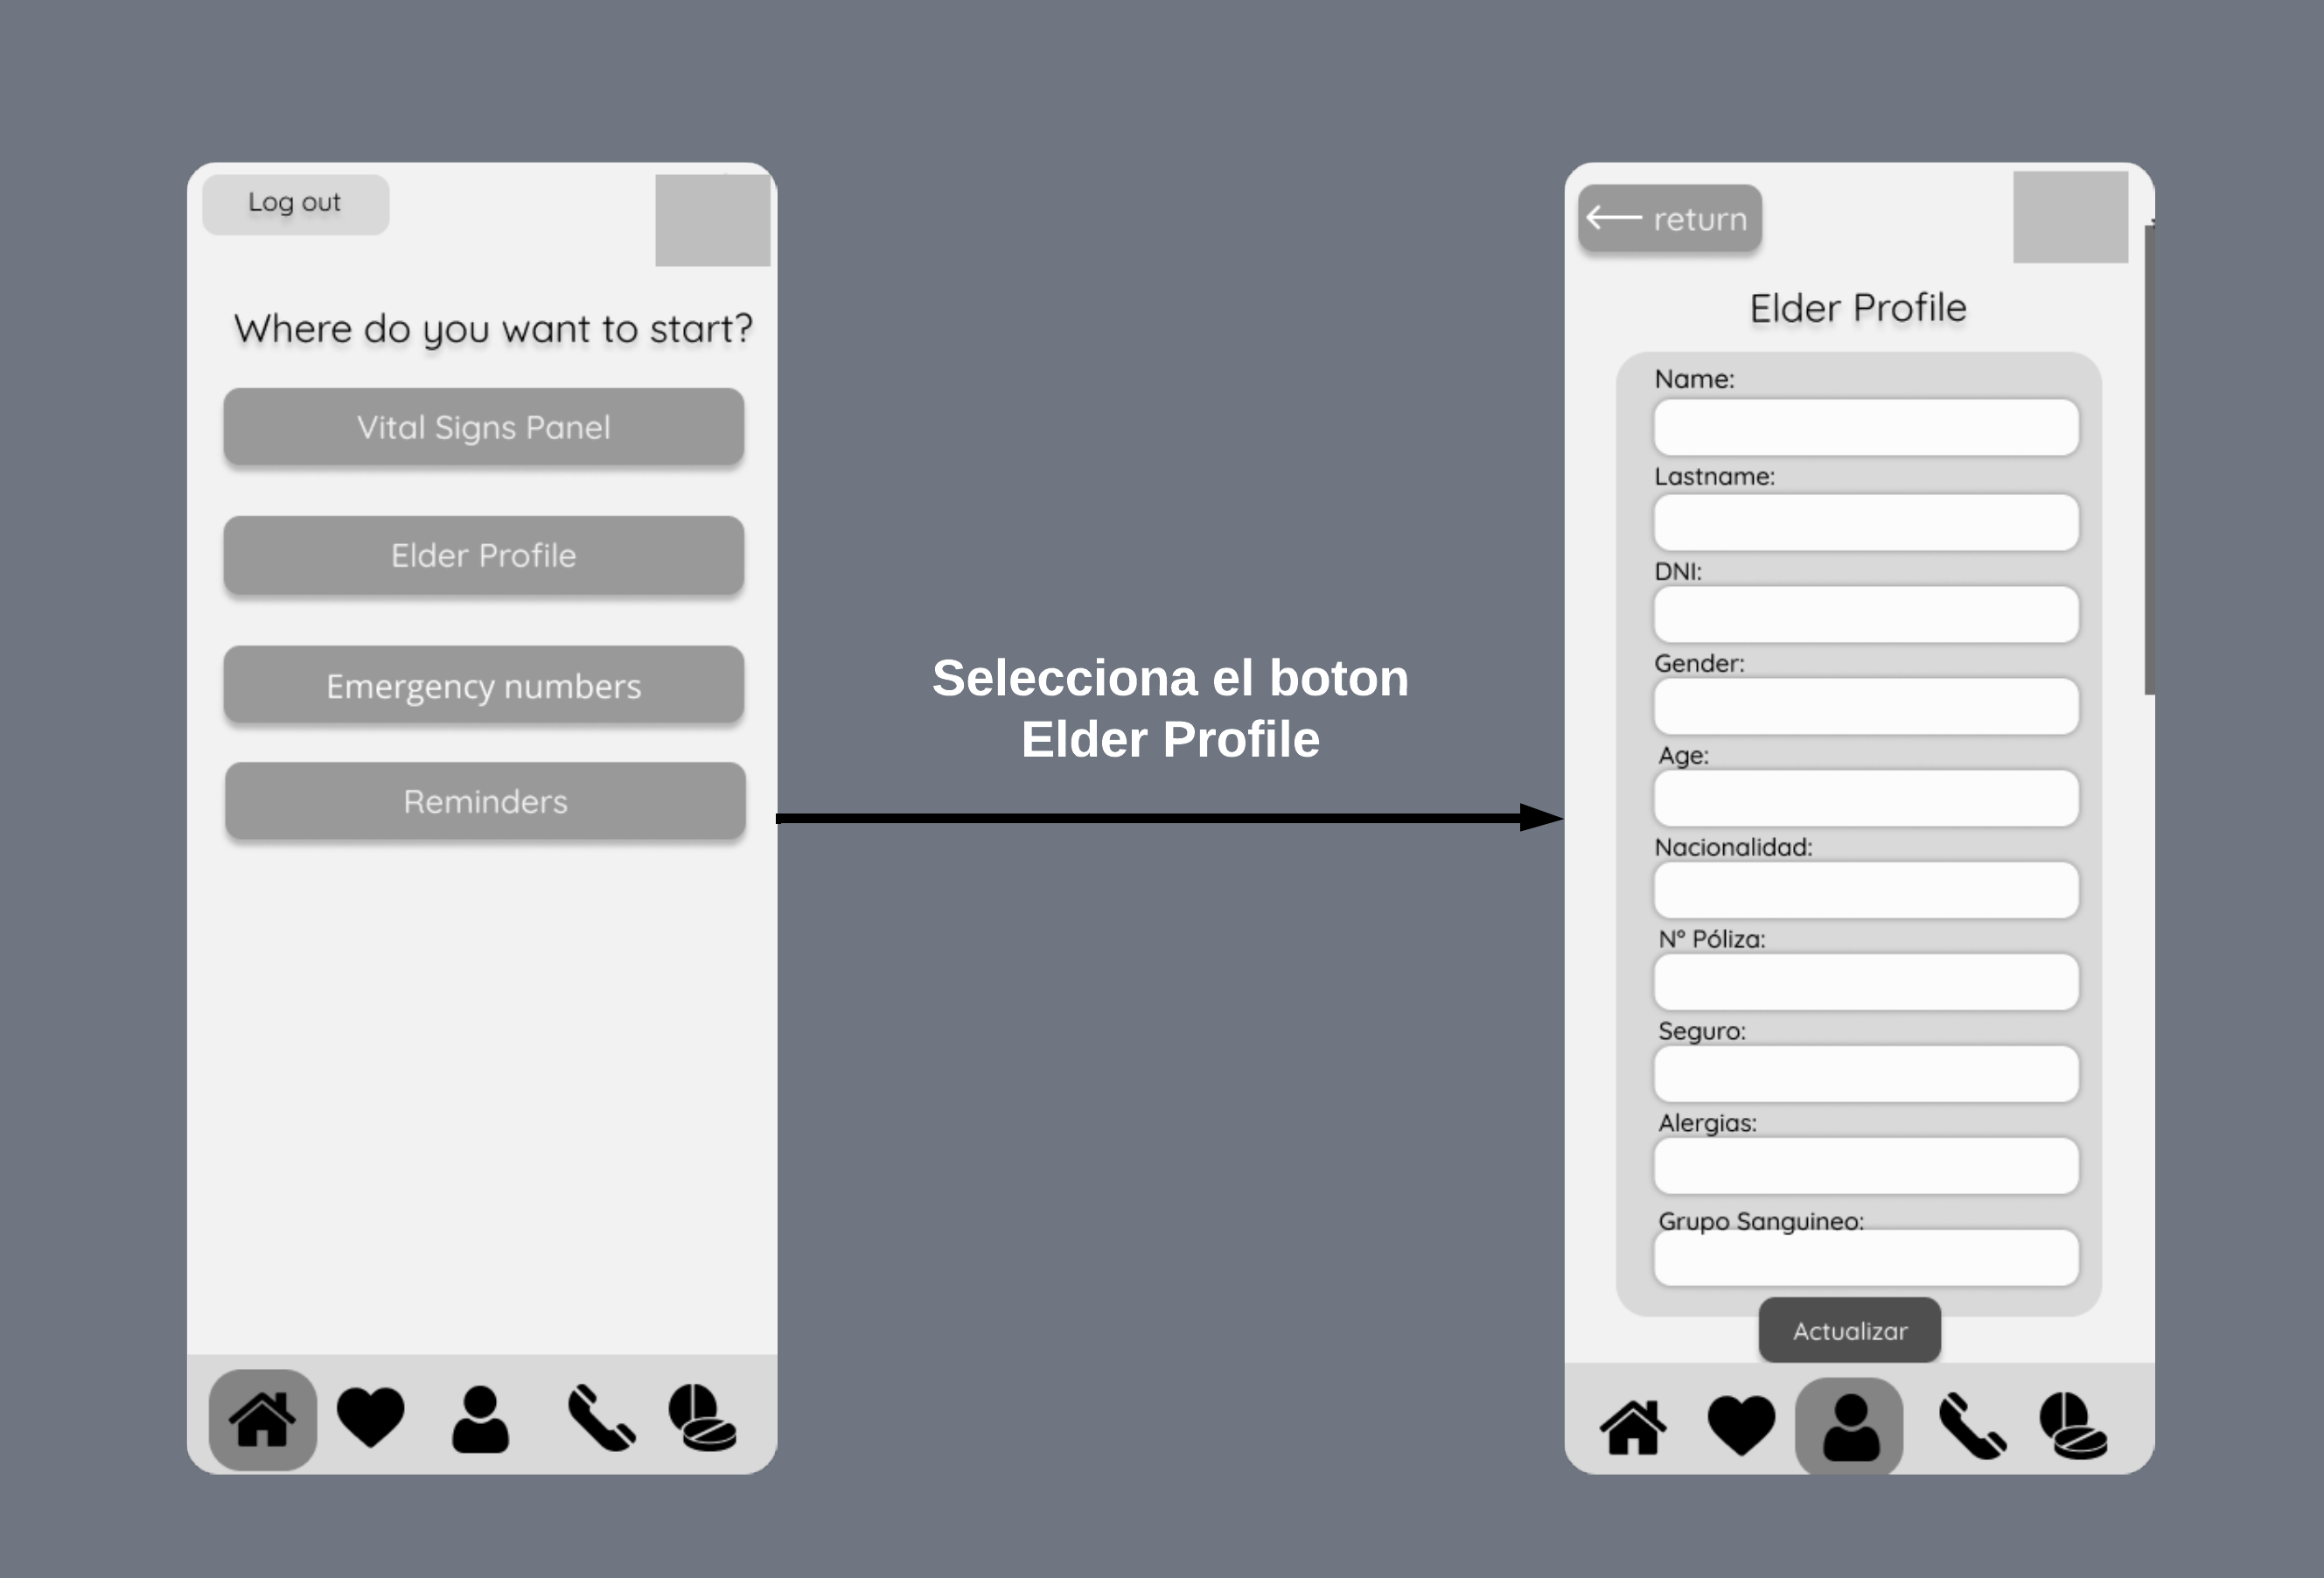 Log out
Where do you want to start?
Vital Signs Panel
Elder Profile
Emergency numbers
Reminders
Selecciona el boton
Elder Profile
return
Elder Profile
Name:
Lastname:
DNI:
Gender:
Age:
Nacionalidad:
Nº Póliza:
Seguro:
Alergias:
Grupo Sanguineo:
Actualizar